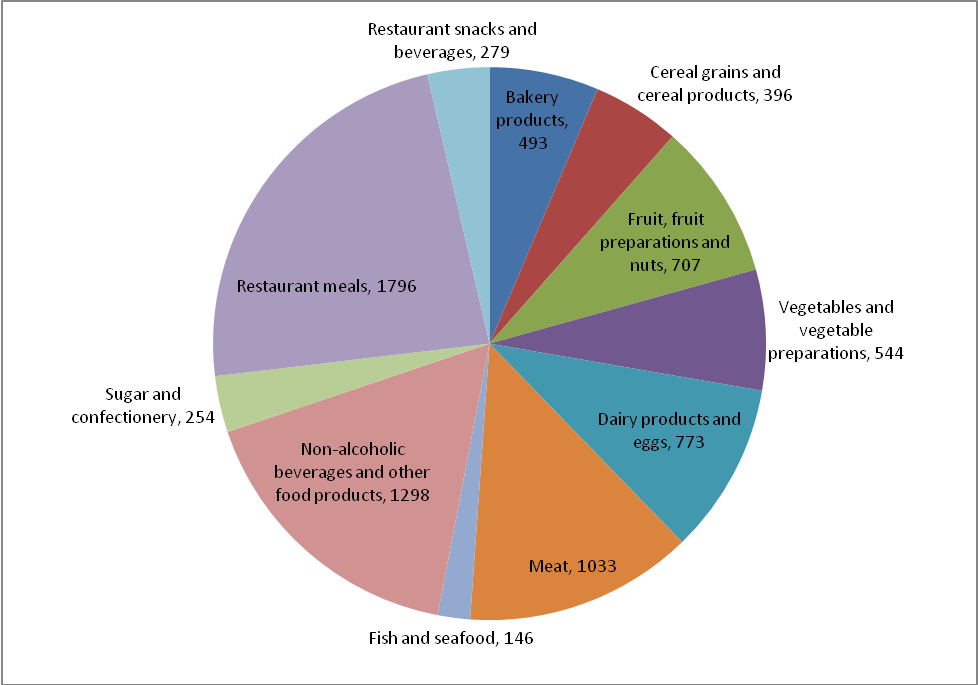 Restaurant snacks and
beverages, 279
Bakery
products,
493
Cereal grains and
cereal products, 396
Fruit, fruit
preparations and
nuts, 707
Vegetables and
vegetable
preparations, 544
Dairy products and
eggs, 773
Meat, 1033
Fish and seafood, 146
Non-alcoholic
beverages and other
food products, 1298
Sugar and
confectionery, 254
Restaurant meals, 1796